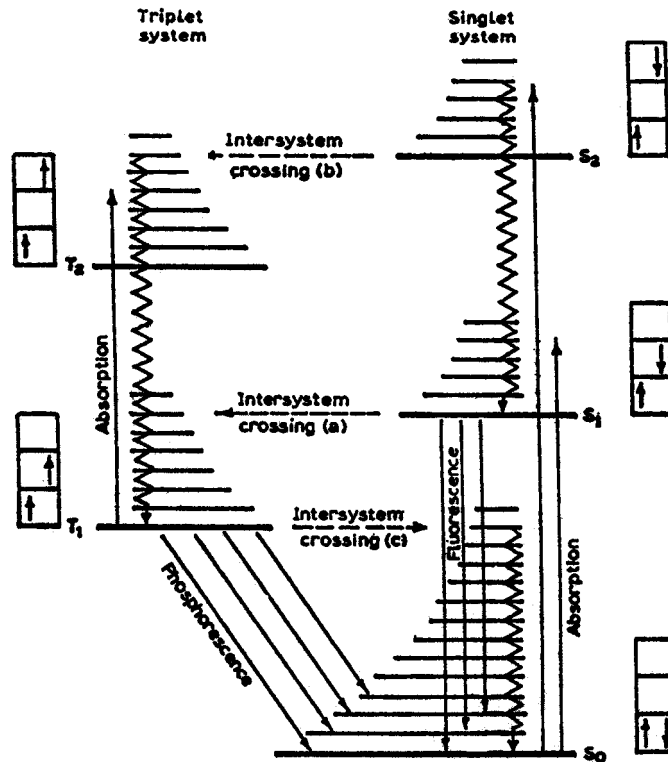 Triplet
system
Singlet
system
Intersystem
crossing (b)
S2
T2
Absorption
Intersystem
crossing (a)
S1
T1
Intersystem
crossing (c)
Fluorescence
Phosphorescence
Absorption
S0